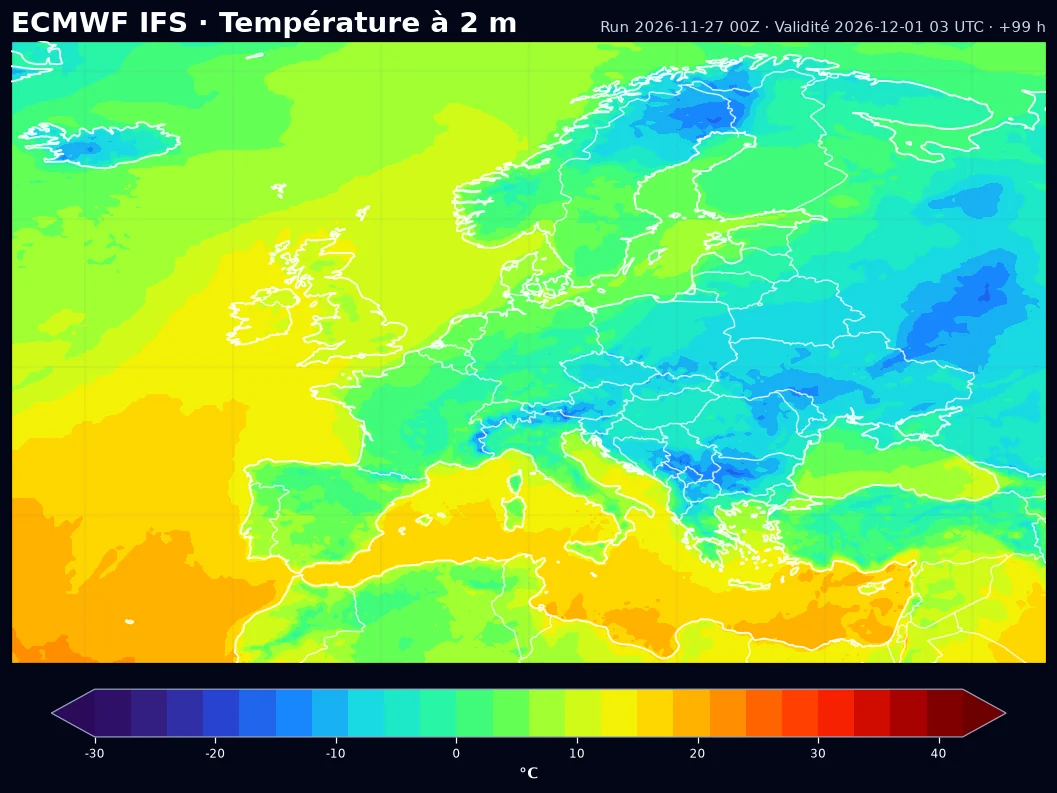 ECMWF IFS · Température à 2 m
Run 2026-11-27 00Z · Validité 2026-12-01 03 UTC · +99 h
-30 -20 -10 0 10 20 30 40
°C